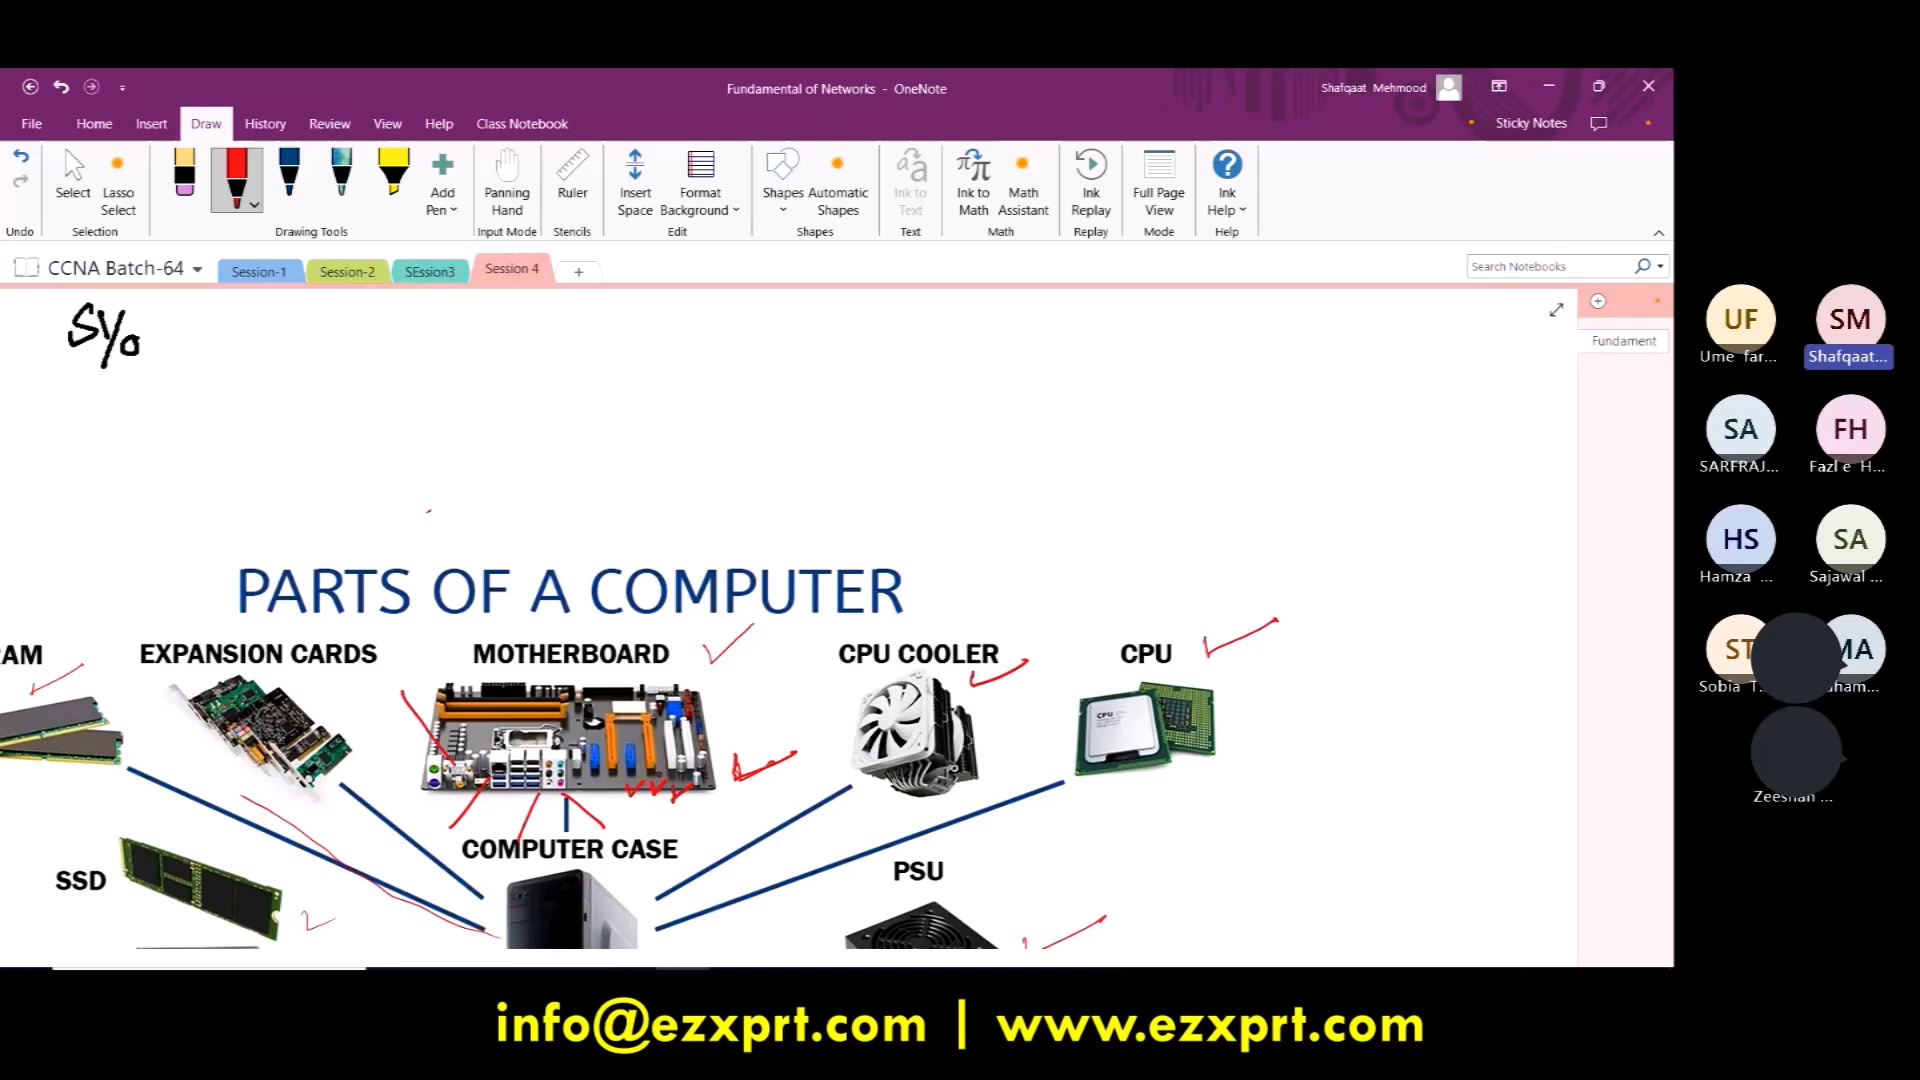 Fundamental of Networks - OneNote
Shafqaat Mehmood
File Home Insert Draw History Review View Help Class Notebook
Sticky Notes
Select
Lasso Select
Add Pen
Panning Hand
Ruler
Insert Space
Format Background
Shapes
Automatic Shapes
Ink to Text
Ink to Math
Math Assistant
Ink Replay
Full Page View
Ink Help
Undo Selection Drawing Tools Input Mode Stencils Edit Shapes Text Math Replay Mode Help
CCNA Batch-64 Session-1 Session-2 SEssion3 Session 4
Search Notebooks
Fundament
PARTS OF A COMPUTER
AM EXPANSION CARDS MOTHERBOARD CPU COOLER CPU
CPU
COMPUTER CASE
SSD
PSU
UF SM
Ume far... Shafqaat...
SA FH
SARFRAJ... Fazl e H...
HS SA
Hamza ... Sajawal ...
ST MA
Sobia T... uham...
Zeeshan ...
info@ezxprt.com | www.ezxprt.com